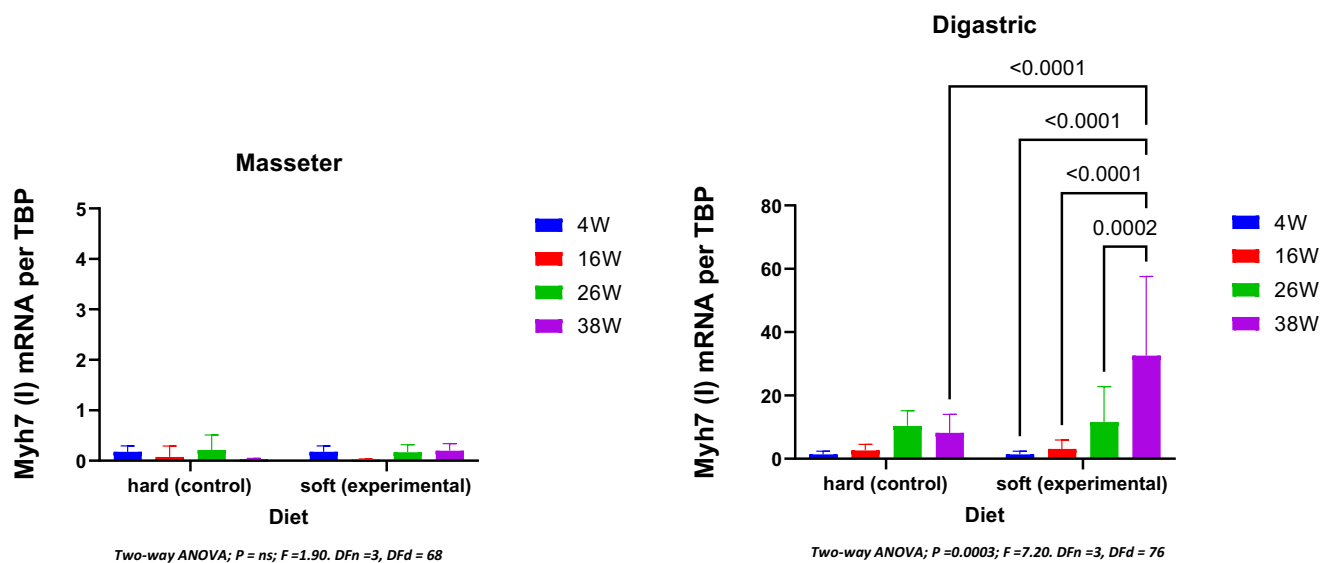 Masseter
Myh7 (I) mRNA per TBP
5
4
3
2
1
0
hard (control)
soft (experimental)
Diet
4W
16W
26W
38W
Two-way ANOVA; P = ns; F =1.90. DFn =3, DFd = 68
Digastric
<0.0001
<0.0001
<0.0001
0.0002
Myh7 (I) mRNA per TBP
80
60
40
20
0
hard (control)
soft (experimental)
Diet
4W
16W
26W
38W
Two-way ANOVA; P =0.0003; F =7.20. DFn =3, DFd = 76